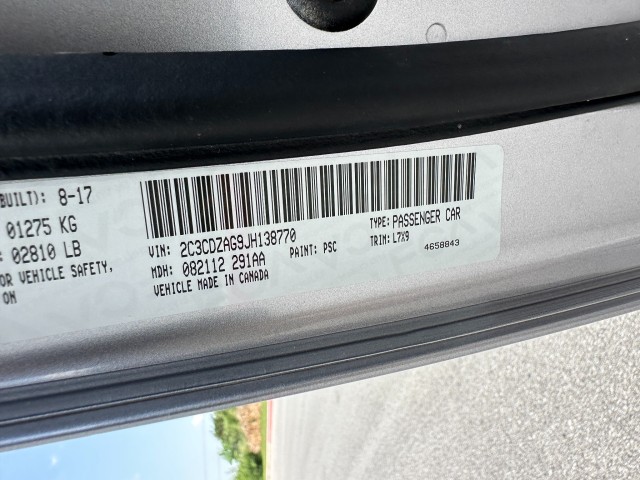 BUILT): 8-17
01275 KG
02810 LB
OR VEHICLE SAFETY,
ON
VIN: 2C3CDZAG9JH138770
MDH: 082112 291AA
VEHICLE MADE IN CANADA
PAINT: PSC
TYPE: PASSENGER CAR
TRIM: L7X9
4658843